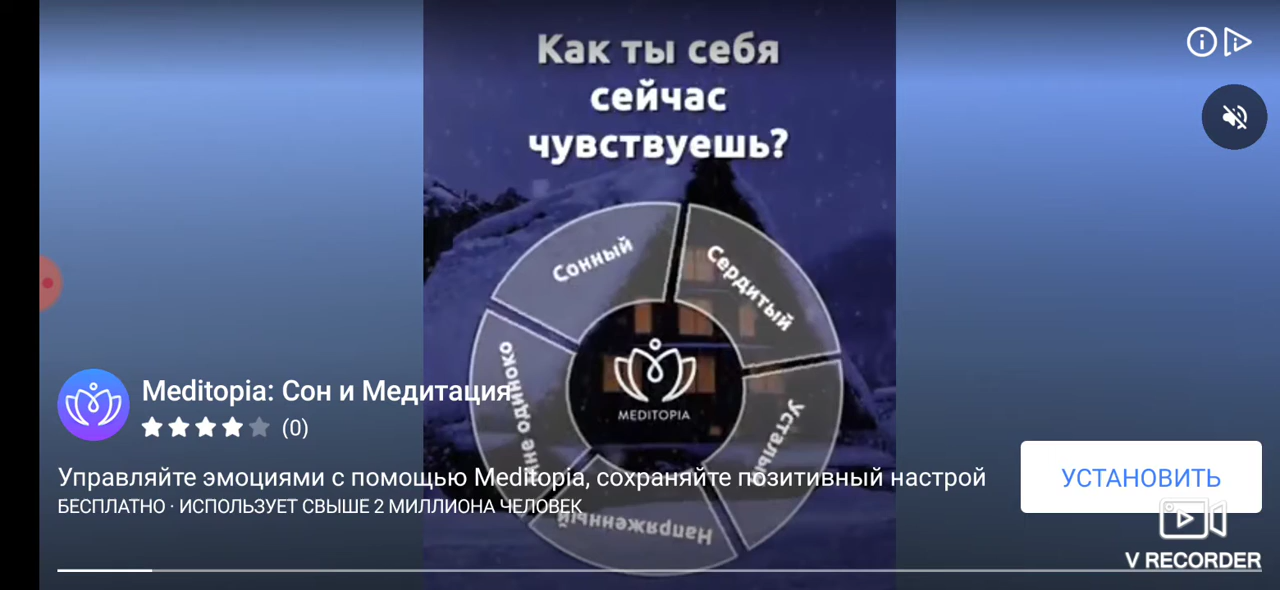 Как ты себя
сейчас
чувствуешь?
Сонный
Сердитый
мне одиноко
Усталый
Напряженный
MEDITOPIA
Meditopia: Сон и Медитация
(0)
Управляйте эмоциями с помощью Meditopia, сохраняйте позитивный настрой
БЕСПЛАТНО · ИСПОЛЬЗУЕТ СВЫШЕ 2 МИЛЛИОНА ЧЕЛОВЕК
УСТАНОВИТЬ
V RECORDER